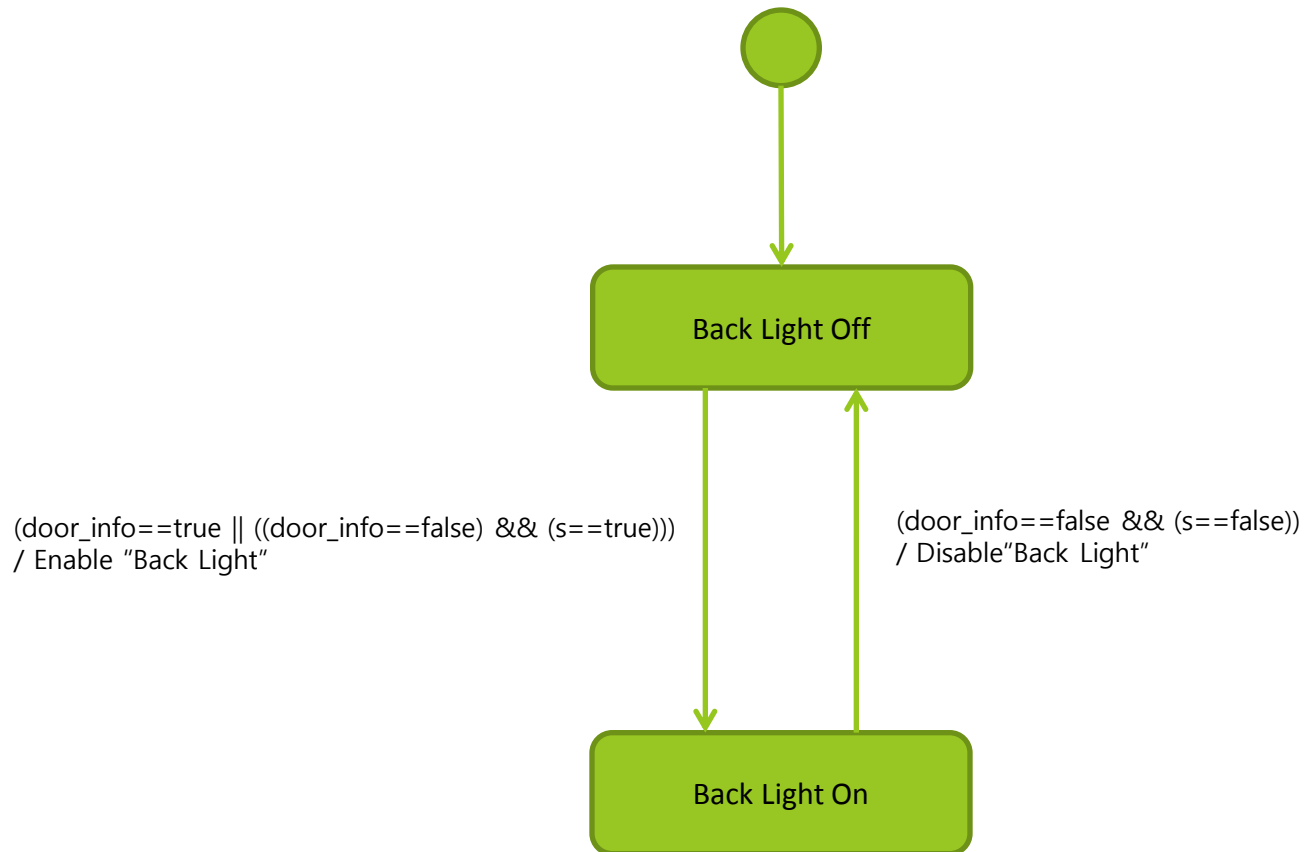 Back Light Off
(door_info==true || ((door_info==false) && (s==true)))
/ Enable “Back Light”
(door_info==false && (s==false))
/ Disable“Back Light”
Back Light On